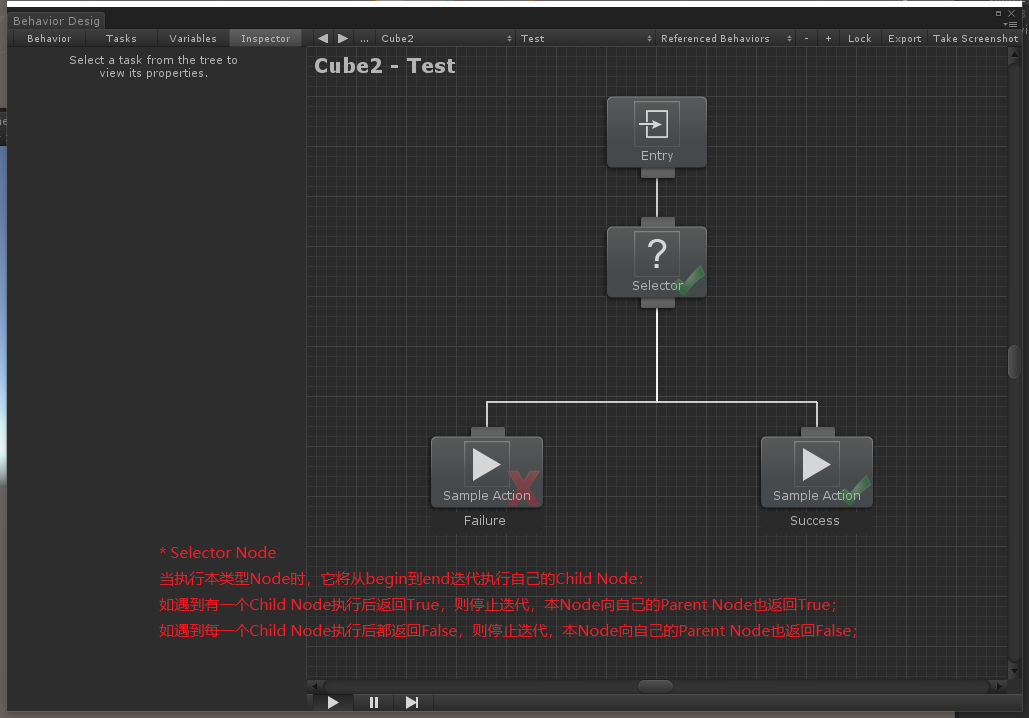 Behavior Desig
Behavior Tasks Variables Inspector ... Cube2 Test Referenced Behaviors - + Lock Export Take Screenshot
Select a task from the tree to
view its properties.
Cube2 - Test
Entry
?
Selector
Sample Action Sample Action
Failure Success
* Selector Node
当执行本类型Node时，它将从begin到end迭代执行自己的Child Node：
如遇到有一个Child Node执行后返回True，则停止迭代，本Node向自己的Parent Node也返回True；
如遇到每一个Child Node执行后都返回False，则停止迭代，本Node向自己的Parent Node也返回False；